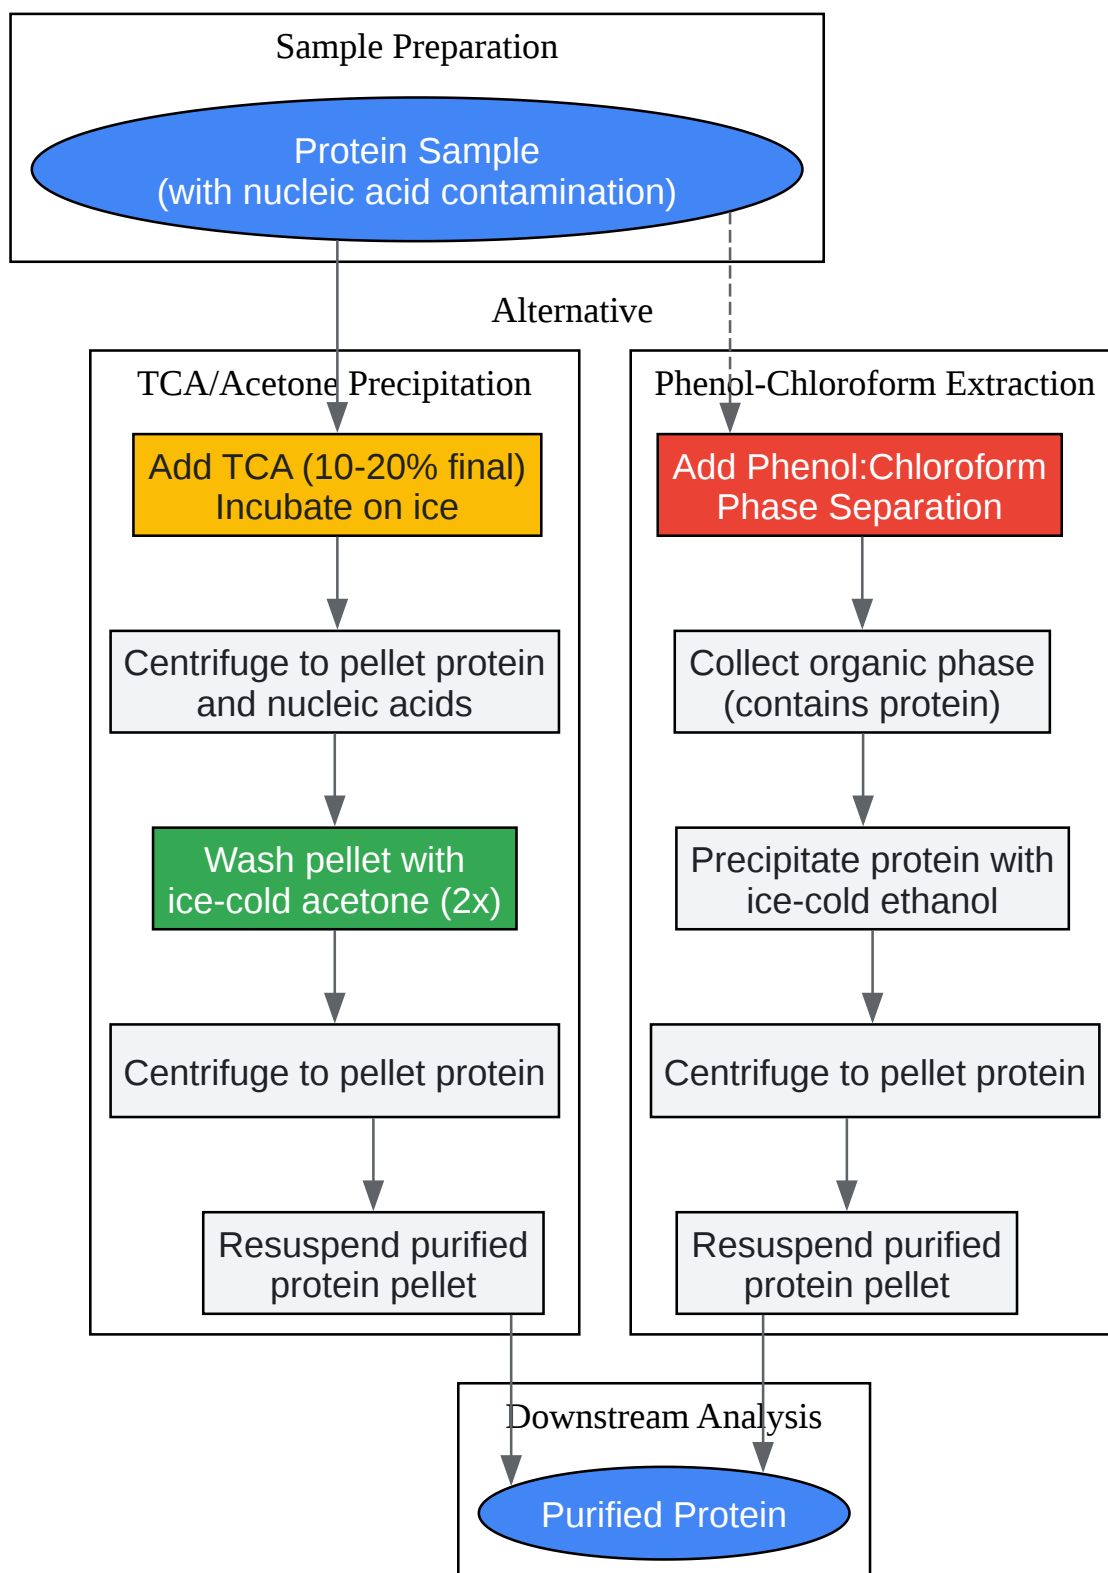 Sample Preparation
Protein Sample
(with nucleic acid contamination)
Alternative
TCA/Acetone Precipitation
Add TCA (10-20% final)
Incubate on ice
Centrifuge to pellet protein
and nucleic acids
Wash pellet with
ice-cold acetone (2x)
Centrifuge to pellet protein
Resuspend purified
protein pellet
Phenol-Chloroform Extraction
Add Phenol:Chloroform
Phase Separation
Collect organic phase
(contains protein)
Precipitate protein with
ice-cold ethanol
Centrifuge to pellet protein
Resuspend purified
protein pellet
Downstream Analysis
Purified Protein